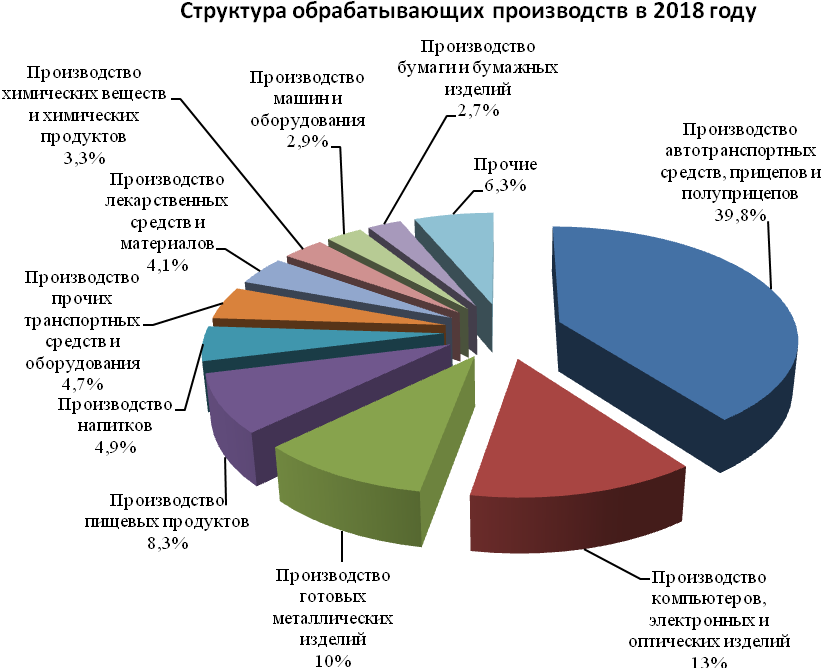 Структура обрабатывающих производств в 2018 году
Производство
бумаги и бумажных
изделий
2,7%
Производство
химических веществ
и химических
продуктов
3,3%
Производство
машин и
оборудования
2,9%
Прочие
6,3%
Производство
автотранспортных
средств, прицепов и
полуприцепов
39,8%
Производство
лекарственных
средств и
материалов
4,1%
Производство
прочих
транспортных
средств и
оборудования
4,7%
Производство
напитков
4,9%
Производство
пищевых продуктов
8,3%
Производство
готовых
металлических
изделий
10%
Производство
компьютеров,
электронных и
оптических изделий
13%